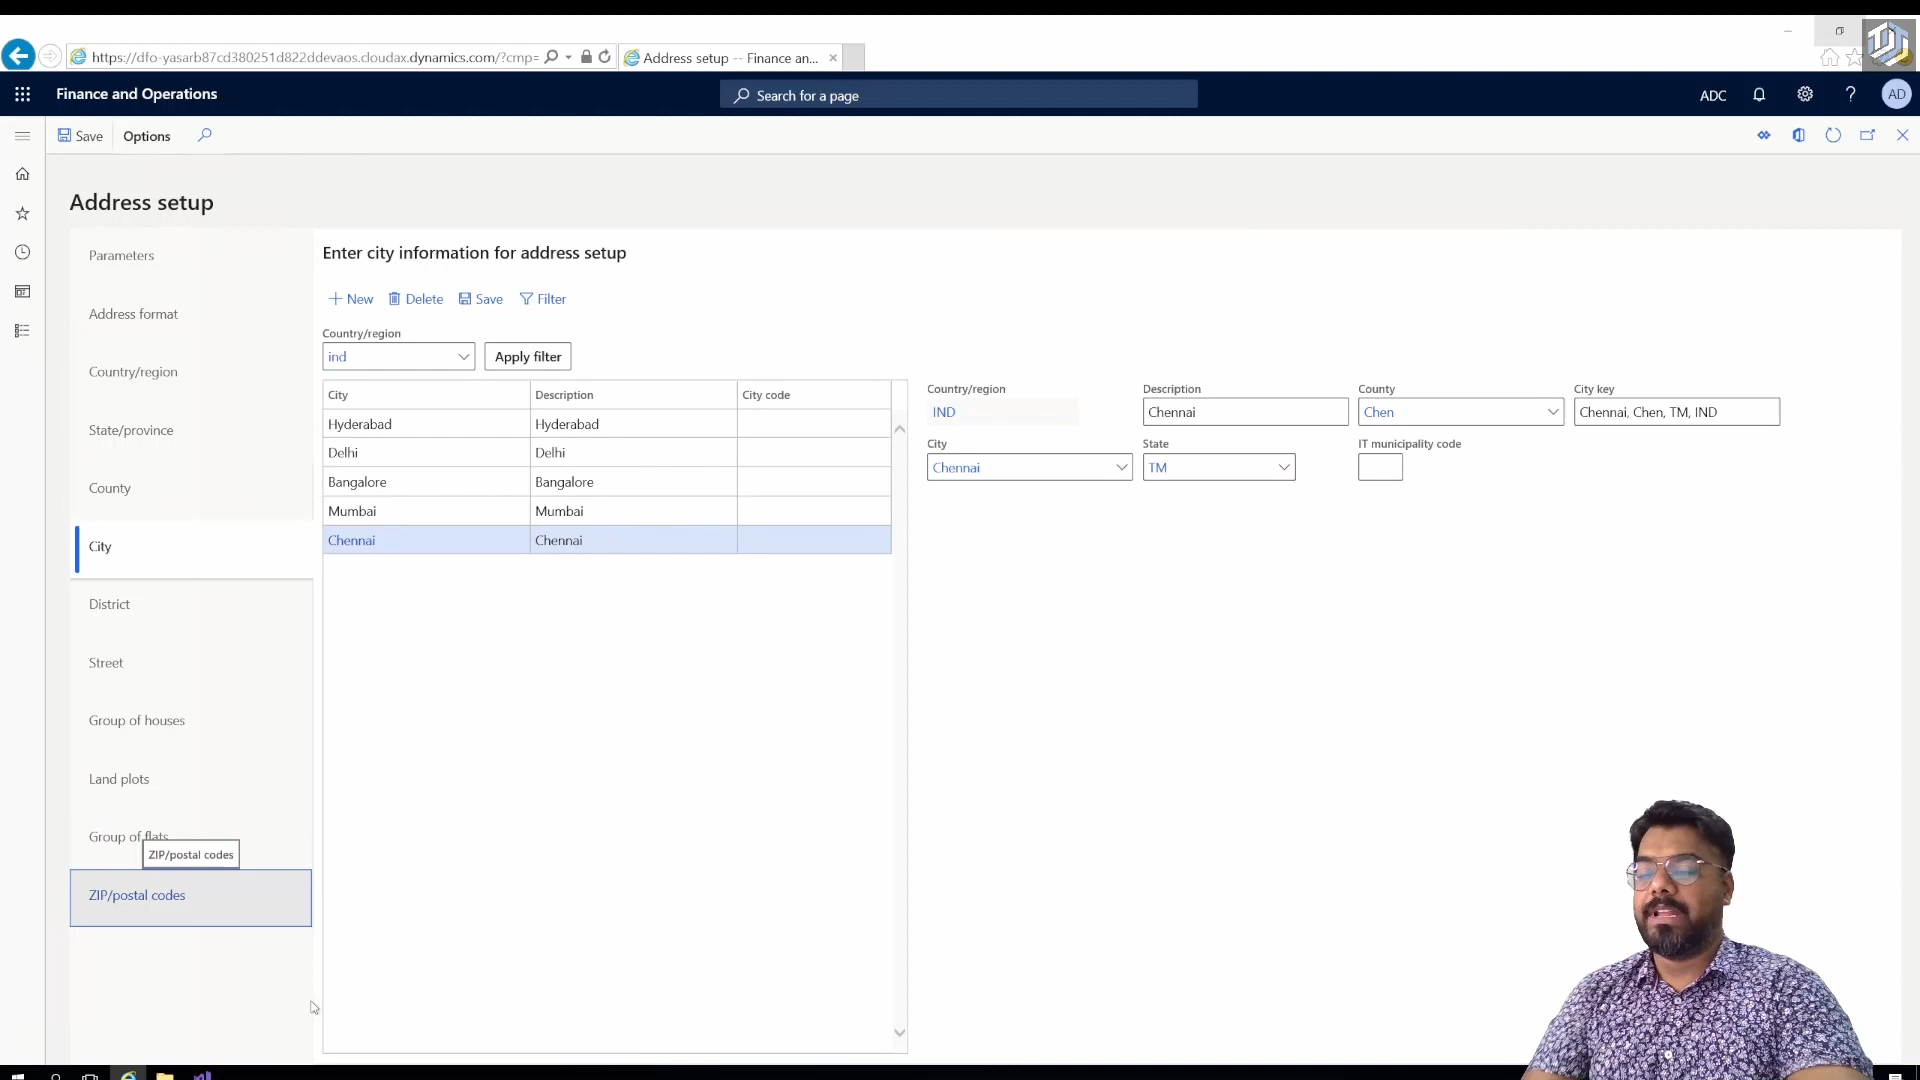 https://dfo-yasarb87cd380251d822ddevaos.cloudax.dynamics.com/?cmp=
Address setup -- Finance an...
Finance and Operations
Search for a page
ADC
?
AD
Save
Options
Address setup
Parameters
Address format
Country/region
State/province
County
City
District
Street
Group of houses
Land plots
Group of flats
ZIP/postal codes
ZIP/postal codes
Enter city information for address setup
New Delete Save Filter
Country/region
ind
Apply filter
City Description City code
Hyderabad Hyderabad
Delhi Delhi
Bangalore Bangalore
Mumbai Mumbai
Chennai Chennai
Country/region Description County City key
IND Chennai Chen Chennai, Chen, TM, IND
City State IT municipality code
Chennai TM